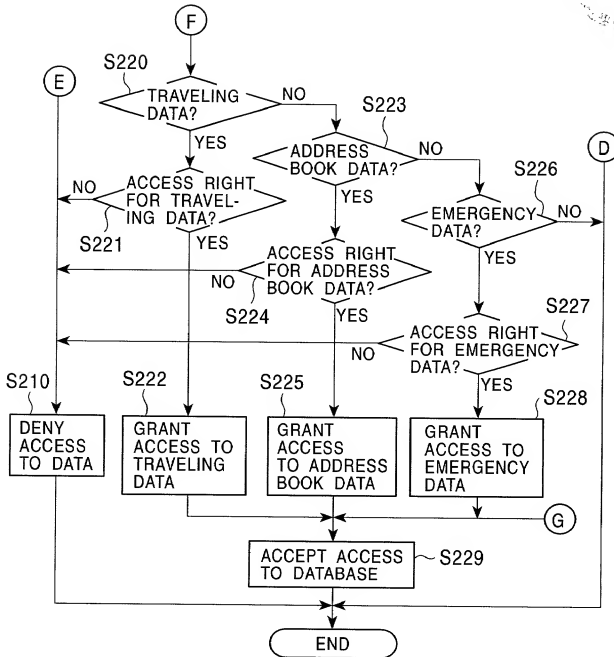 F
S220
E
TRAVELING
DATA?
NO
S223
YES
ADDRESS
BOOK DATA?
NO
D
S226
NO
ACCESS RIGHT
FOR TRAVEL-
ING DATA?
S221
YES
YES
EMERGENCY
DATA?
NO
ACCESS RIGHT
FOR ADDRESS
BOOK DATA?
NO
S224
YES
YES
S227
ACCESS RIGHT
FOR EMERGENCY
DATA?
NO
YES
S210
S222
S225
S228
DENY
ACCESS
TO DATA
GRANT
ACCESS TO
TRAVELING
DATA
GRANT
ACCESS
TO ADDRESS
BOOK DATA
GRANT
ACCESS TO
EMERGENCY
DATA
G
ACCEPT ACCESS
TO DATABASE
S229
END